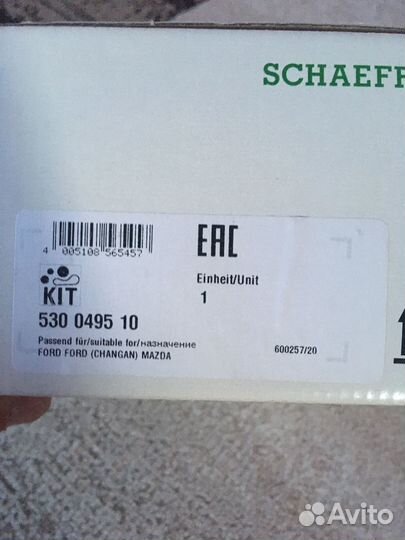 SCHAEFF
EAC
4 005108 565457
Einheit/Unit
KIT
1
530 0495 10
Passend für/suitable for/назначение
FORD FORD (CHANGAN) MAZDA
600257/20
Avito